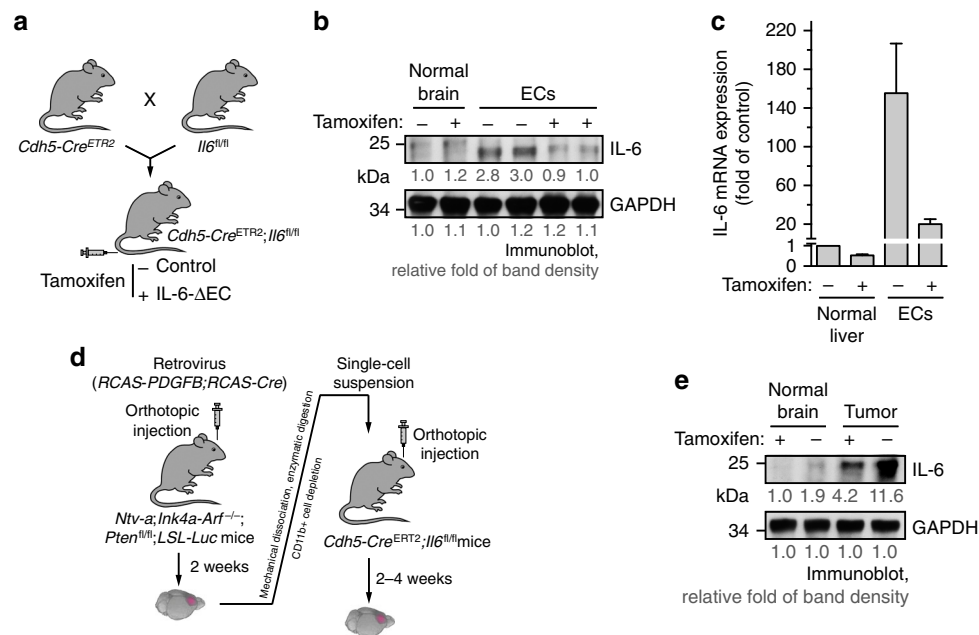 a
X
Cdh5-Cre^ETR2
Il6^fl/fl
Cdh5-Cre^ETR2;Il6^fl/fl
Tamoxifen
– Control
+ IL-6-ΔEC
b
Normal
brain
ECs
Tamoxifen: – + – – + +
25
IL-6
kDa
1.0 1.2 2.8 3.0 0.9 1.0
34
GAPDH
1.0 1.1 1.0 1.2 1.2 1.1
Immunoblot,
relative fold of band density
c
IL-6 mRNA expression
(fold of control)
220
180
140
100
60
20
1
0
Tamoxifen: – + – +
Normal
liver
ECs
d
Retrovirus
(RCAS-PDGFB;RCAS-Cre)
Orthotopic
injection
Ntv-a;Ink4a-Arf^–/–;
Pten^fl/fl;LSL-Luc mice
2 weeks
Mechanical dissociation, enzymatic digestion
CD11b+ cell depletion
Single-cell
suspension
Orthotopic
injection
Cdh5-Cre^ERT2;Il6^fl/fl mice
2–4 weeks
e
Normal
brain
Tumor
Tamoxifen: + – + –
25
IL-6
kDa
1.0 1.9 4.2 11.6
34
GAPDH
1.0 1.0 1.0 1.0
Immunoblot,
relative fold of band density